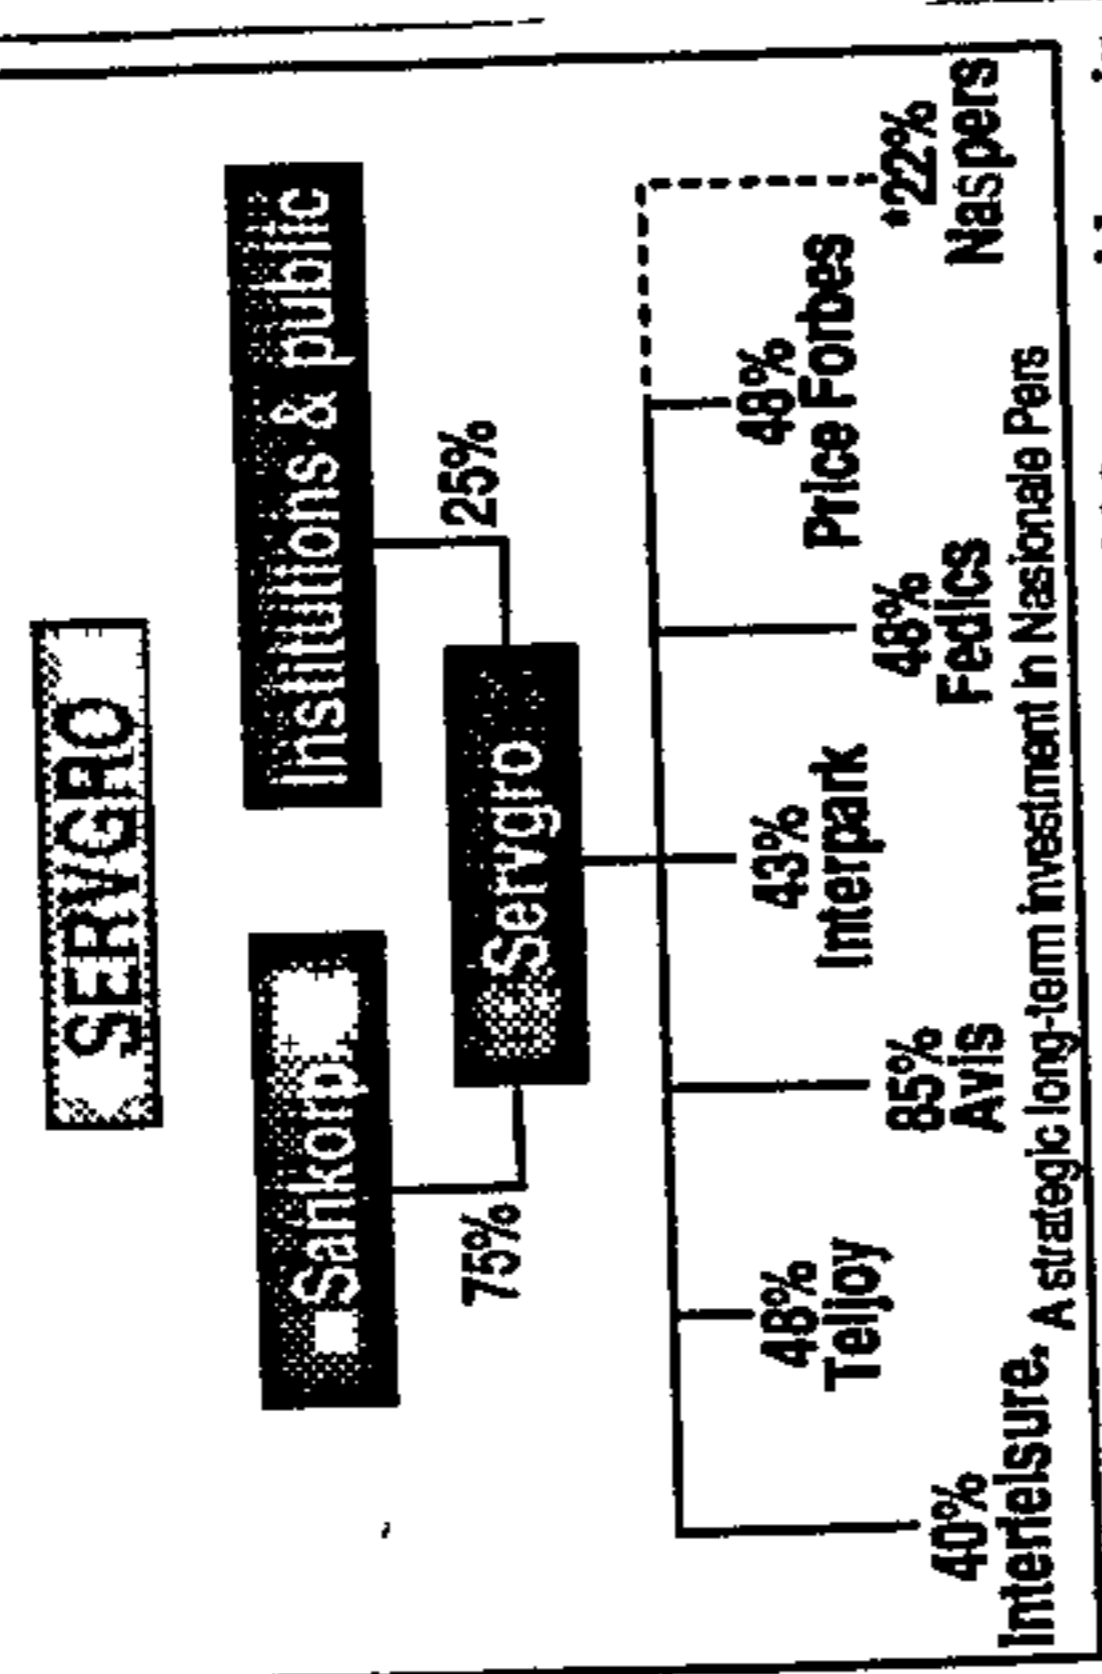 SERVGRO
Sankorp
Institutions & public
75%
25%
Servgro
40%
Interleisure
48%
Teljoy
85%
Avis
43%
Interpark
48%
Fedics
48%
Price Forbes
*22%
Naspers
* A strategic long-term investment in Nasionale Pers